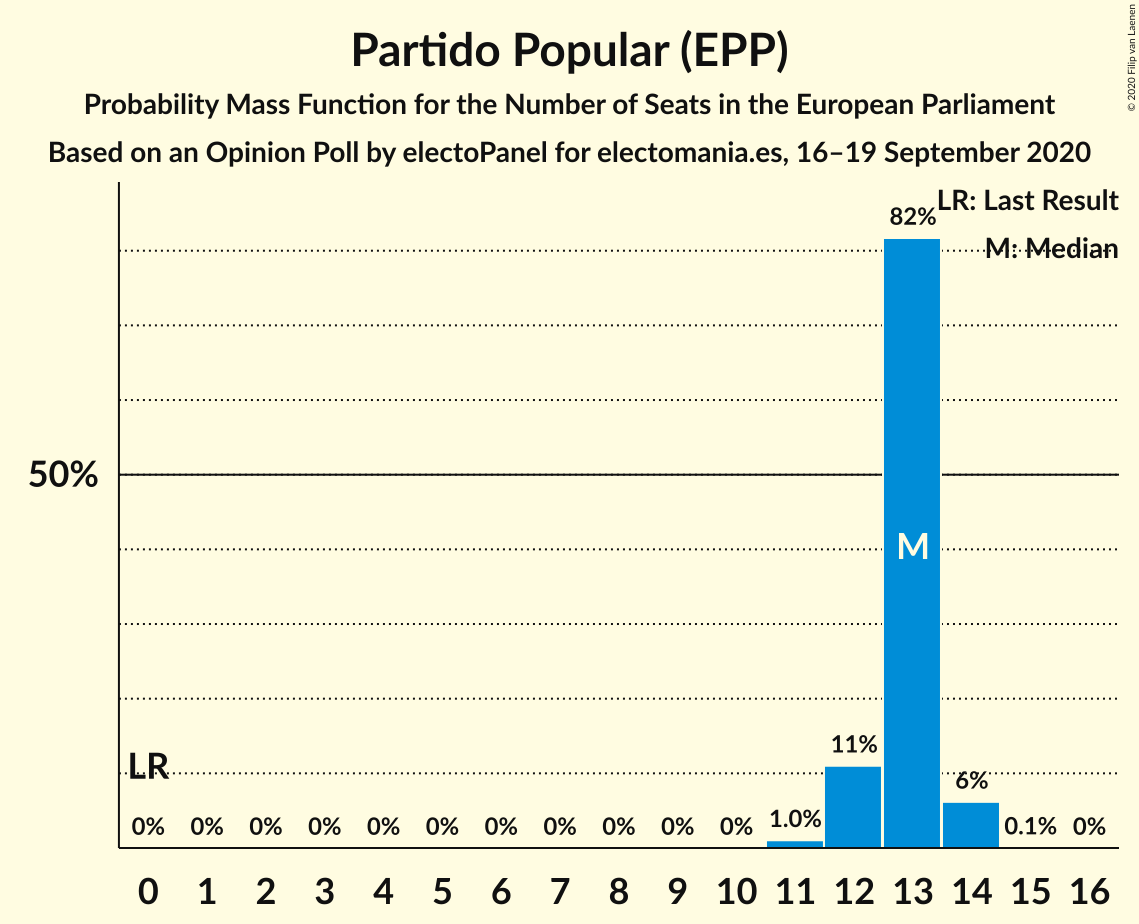 Partido Popular (EPP)
Probability Mass Function for the Number of Seats in the European Parliament
Based on an Opinion Poll by electoPanel for electomania.es, 16–19 September 2020
© 2020 Filip van Laenen
LR: Last Result
M: Median
82%
50%
M
LR
11%
6%
0% 0% 0% 0% 0% 0% 0% 0% 0% 0% 0% 1.0% 0.1% 0%
0 1 2 3 4 5 6 7 8 9 10 11 12 13 14 15 16